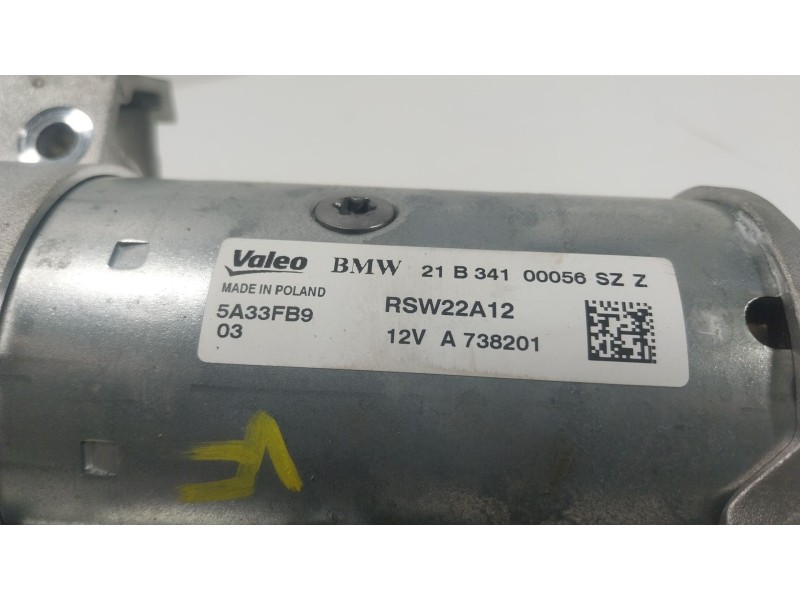 Valeo BMW 21 B 341 00056 SZ Z
MADE IN POLAND
5A33FB9 RSW22A12
03 12V A 738201